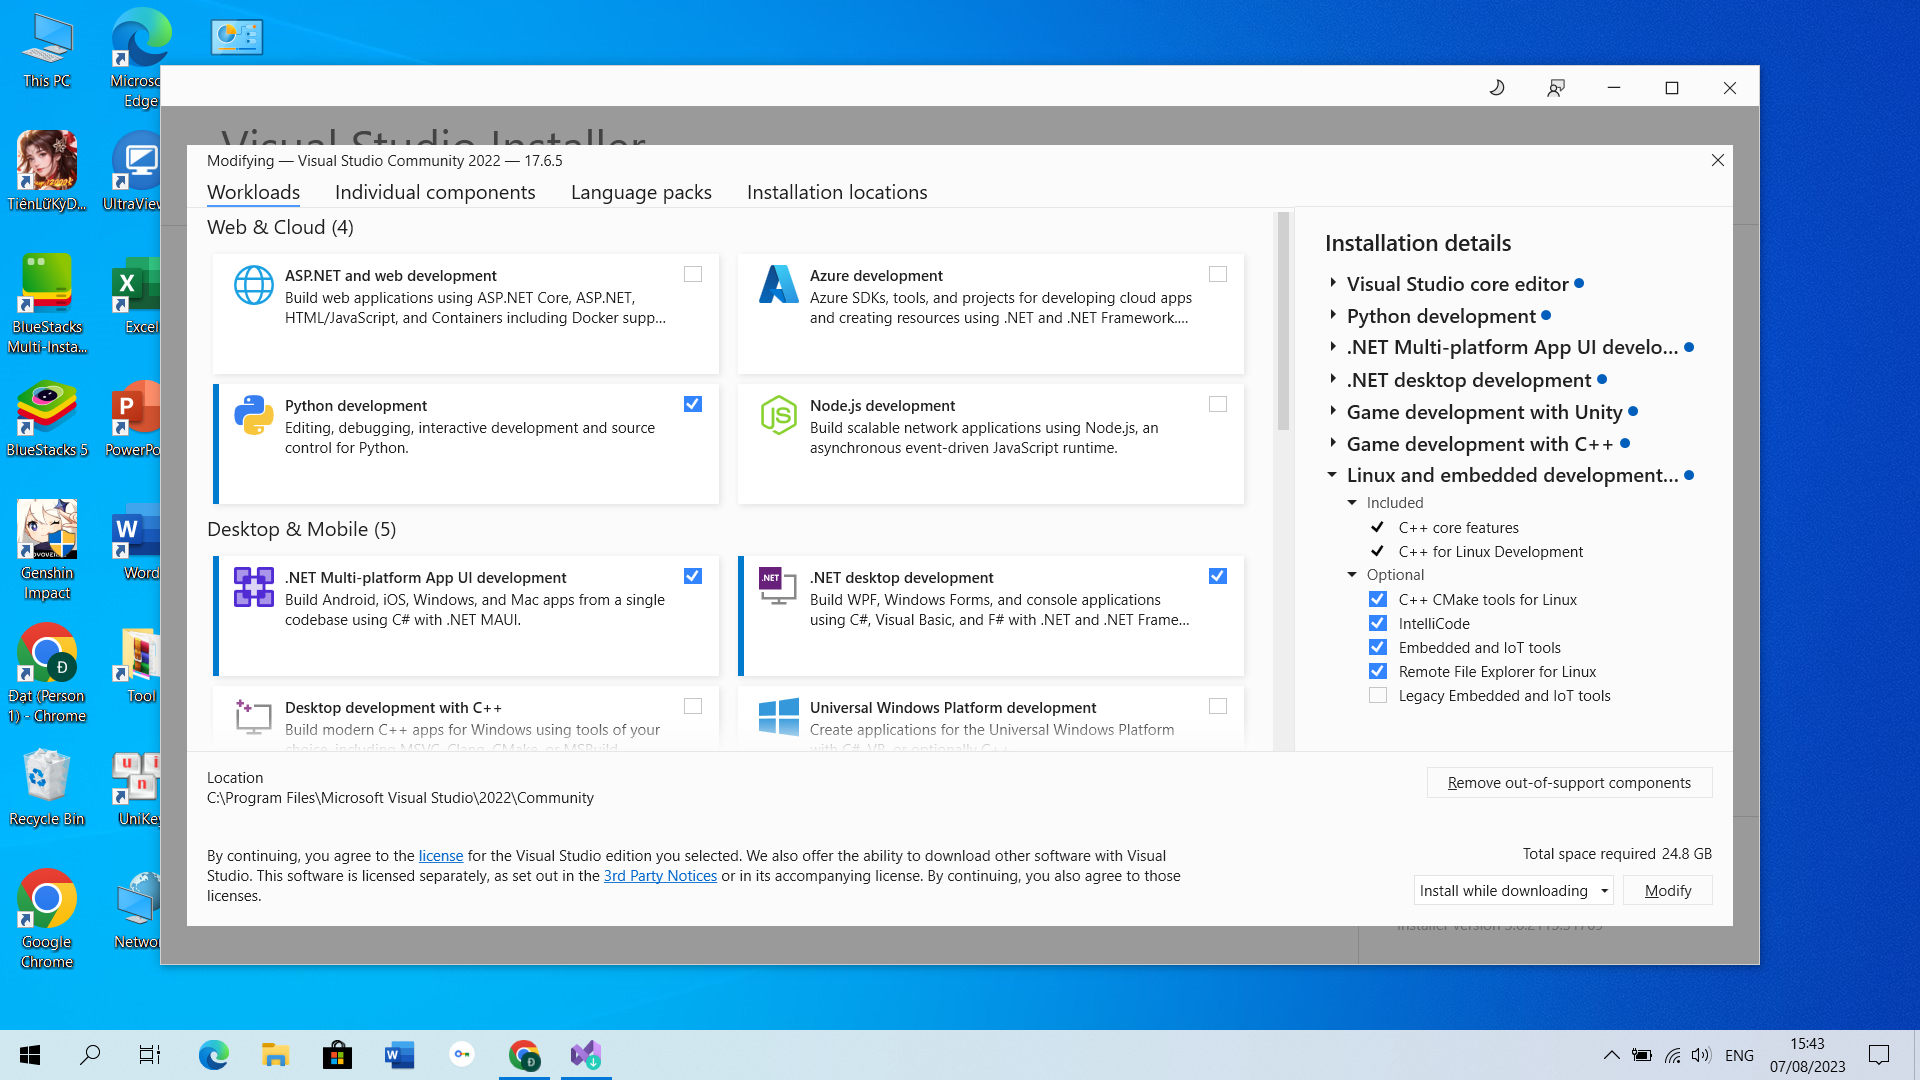 This PC
Microsc
Edge
TiênLữKỳD...
UltraView
BlueStacks
Multi-Insta...
Excel
BlueStacks 5
PowerPo
Genshin
Impact
Word
Đạt (Person
1) - Chrome
Tool
Recycle Bin
UniKey
Google
Chrome
Networ
Visual Studio Installer
Modifying — Visual Studio Community 2022 — 17.6.5
Workloads
Individual components
Language packs
Installation locations
Web & Cloud (4)
ASP.NET and web development
Build web applications using ASP.NET Core, ASP.NET,
HTML/JavaScript, and Containers including Docker supp...
Azure development
Azure SDKs, tools, and projects for developing cloud apps
and creating resources using .NET and .NET Framework....
Python development
Editing, debugging, interactive development and source
control for Python.
Node.js development
Build scalable network applications using Node.js, an
asynchronous event-driven JavaScript runtime.
Desktop & Mobile (5)
.NET Multi-platform App UI development
Build Android, iOS, Windows, and Mac apps from a single
codebase using C# with .NET MAUI.
.NET
.NET desktop development
Build WPF, Windows Forms, and console applications
using C#, Visual Basic, and F# with .NET and .NET Frame...
Desktop development with C++
Build modern C++ apps for Windows using tools of your
choice, including MSVC, Clang, CMake, or MSBuild.
Universal Windows Platform development
Create applications for the Universal Windows Platform
with C#, VB, or optionally C++.
Installation details
Visual Studio core editor
Python development
.NET Multi-platform App UI develo...
.NET desktop development
Game development with Unity
Game development with C++
Linux and embedded development...
Included
C++ core features
C++ for Linux Development
Optional
C++ CMake tools for Linux
IntelliCode
Embedded and IoT tools
Remote File Explorer for Linux
Legacy Embedded and IoT tools
Location
C:\Program Files\Microsoft Visual Studio\2022\Community
Remove out-of-support components
By continuing, you agree to the license for the Visual Studio edition you selected. We also offer the ability to download other software with Visual
Studio. This software is licensed separately, as set out in the 3rd Party Notices or in its accompanying license. By continuing, you also agree to those
licenses.
Total space required 24.8 GB
Install while downloading
Modify
ENG
15:43
07/08/2023